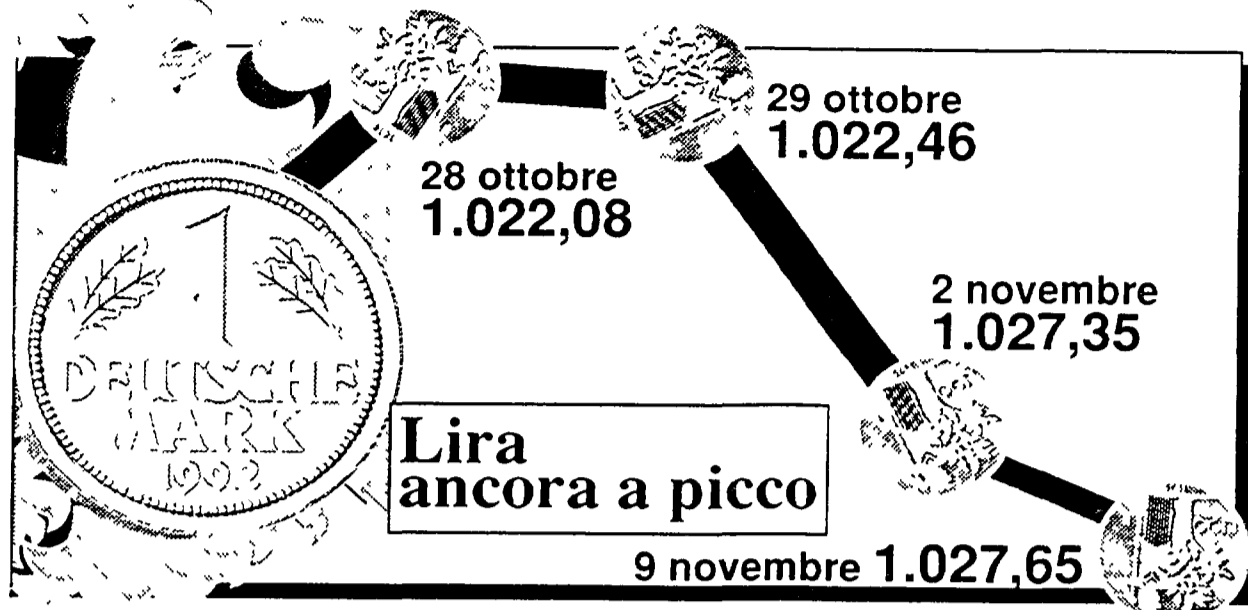 28 ottobre
1.022,08
29 ottobre
1.022,46
2 novembre
1.027,35
9 novembre 1.027,65
Lira
ancora a picco
1
DEUTSCHE
MARK
1992